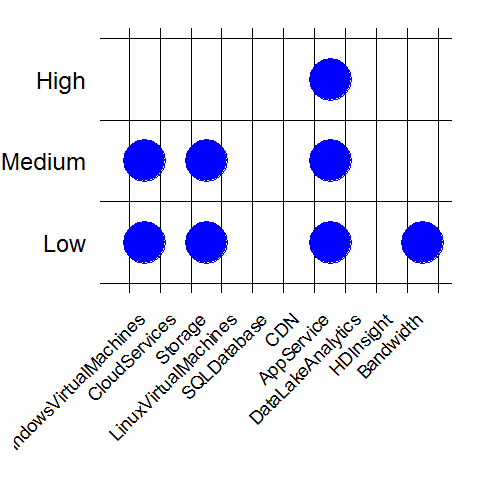 High
Medium
Low
ndowsVirtualMachines
CloudServices
Storage
LinuxVirtualMachines
SQLDatabase
CDN
AppService
DataLakeAnalytics
HDInsight
Bandwidth